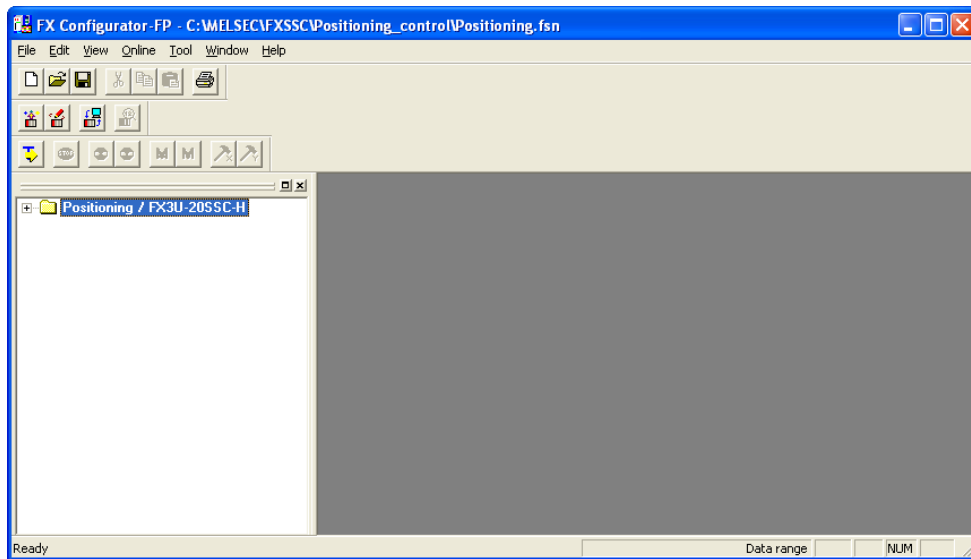 FX Configurator-FP - C:\MELSEC\FXSSC\Positioning_control\Positioning.fsn
File Edit View Online Tool Window Help
Positioning / FX3U-20SSC-H
Ready Data range NUM